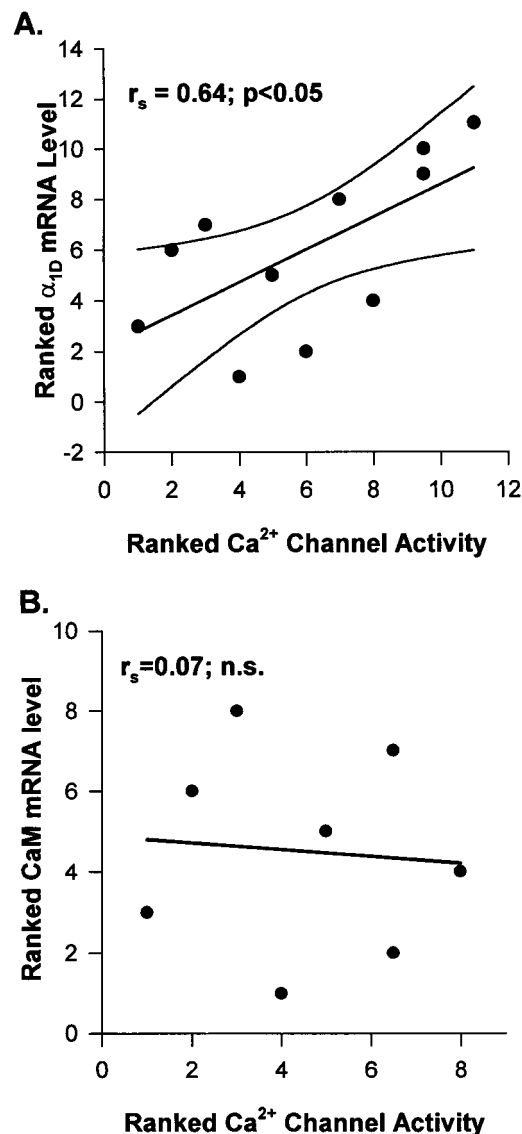 A.
14
12
10
8
6
4
2
0
-2
r_s = 0.64; p<0.05
Ranked α_1D mRNA Level
0 2 4 6 8 10 12
Ranked Ca²⁺ Channel Activity
B.
10
8
6
4
2
0
r_s=0.07; n.s.
Ranked CaM mRNA level
0 2 4 6 8
Ranked Ca²⁺ Channel Activity